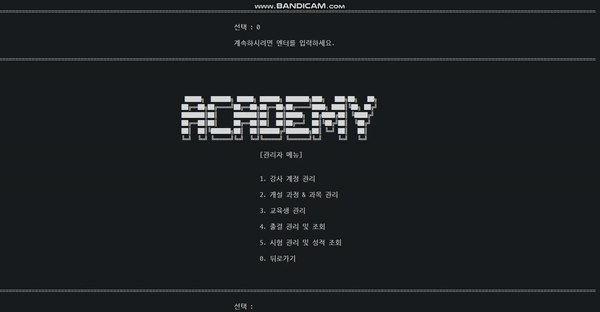 www.BANDICAM.com
선택 : 0
계속하시려면 엔터를 입력하세요.
ACADEMY
[관리자 메뉴]
1. 강사 계정 관리
2. 개설 과정 & 과목 관리
3. 교육생 관리
4. 출결 관리 및 조회
5. 시험 관리 및 성적 조회
0. 뒤로가기
선택 :